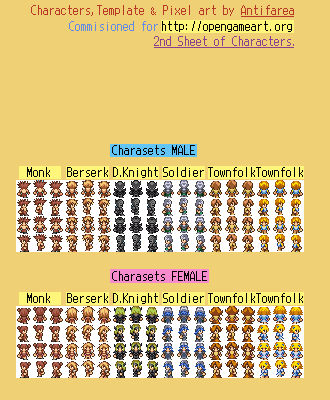 Characters, Template & Pixel art by Antifarea
Commisioned for http://opengameart.org
2nd Sheet of Characters.
Charasets MALE
Monk Berserk D.Knight Soldier Townfolk Townfolk
Charasets FEMALE
Monk Berserk D.Knight Soldier Townfolk Townfolk